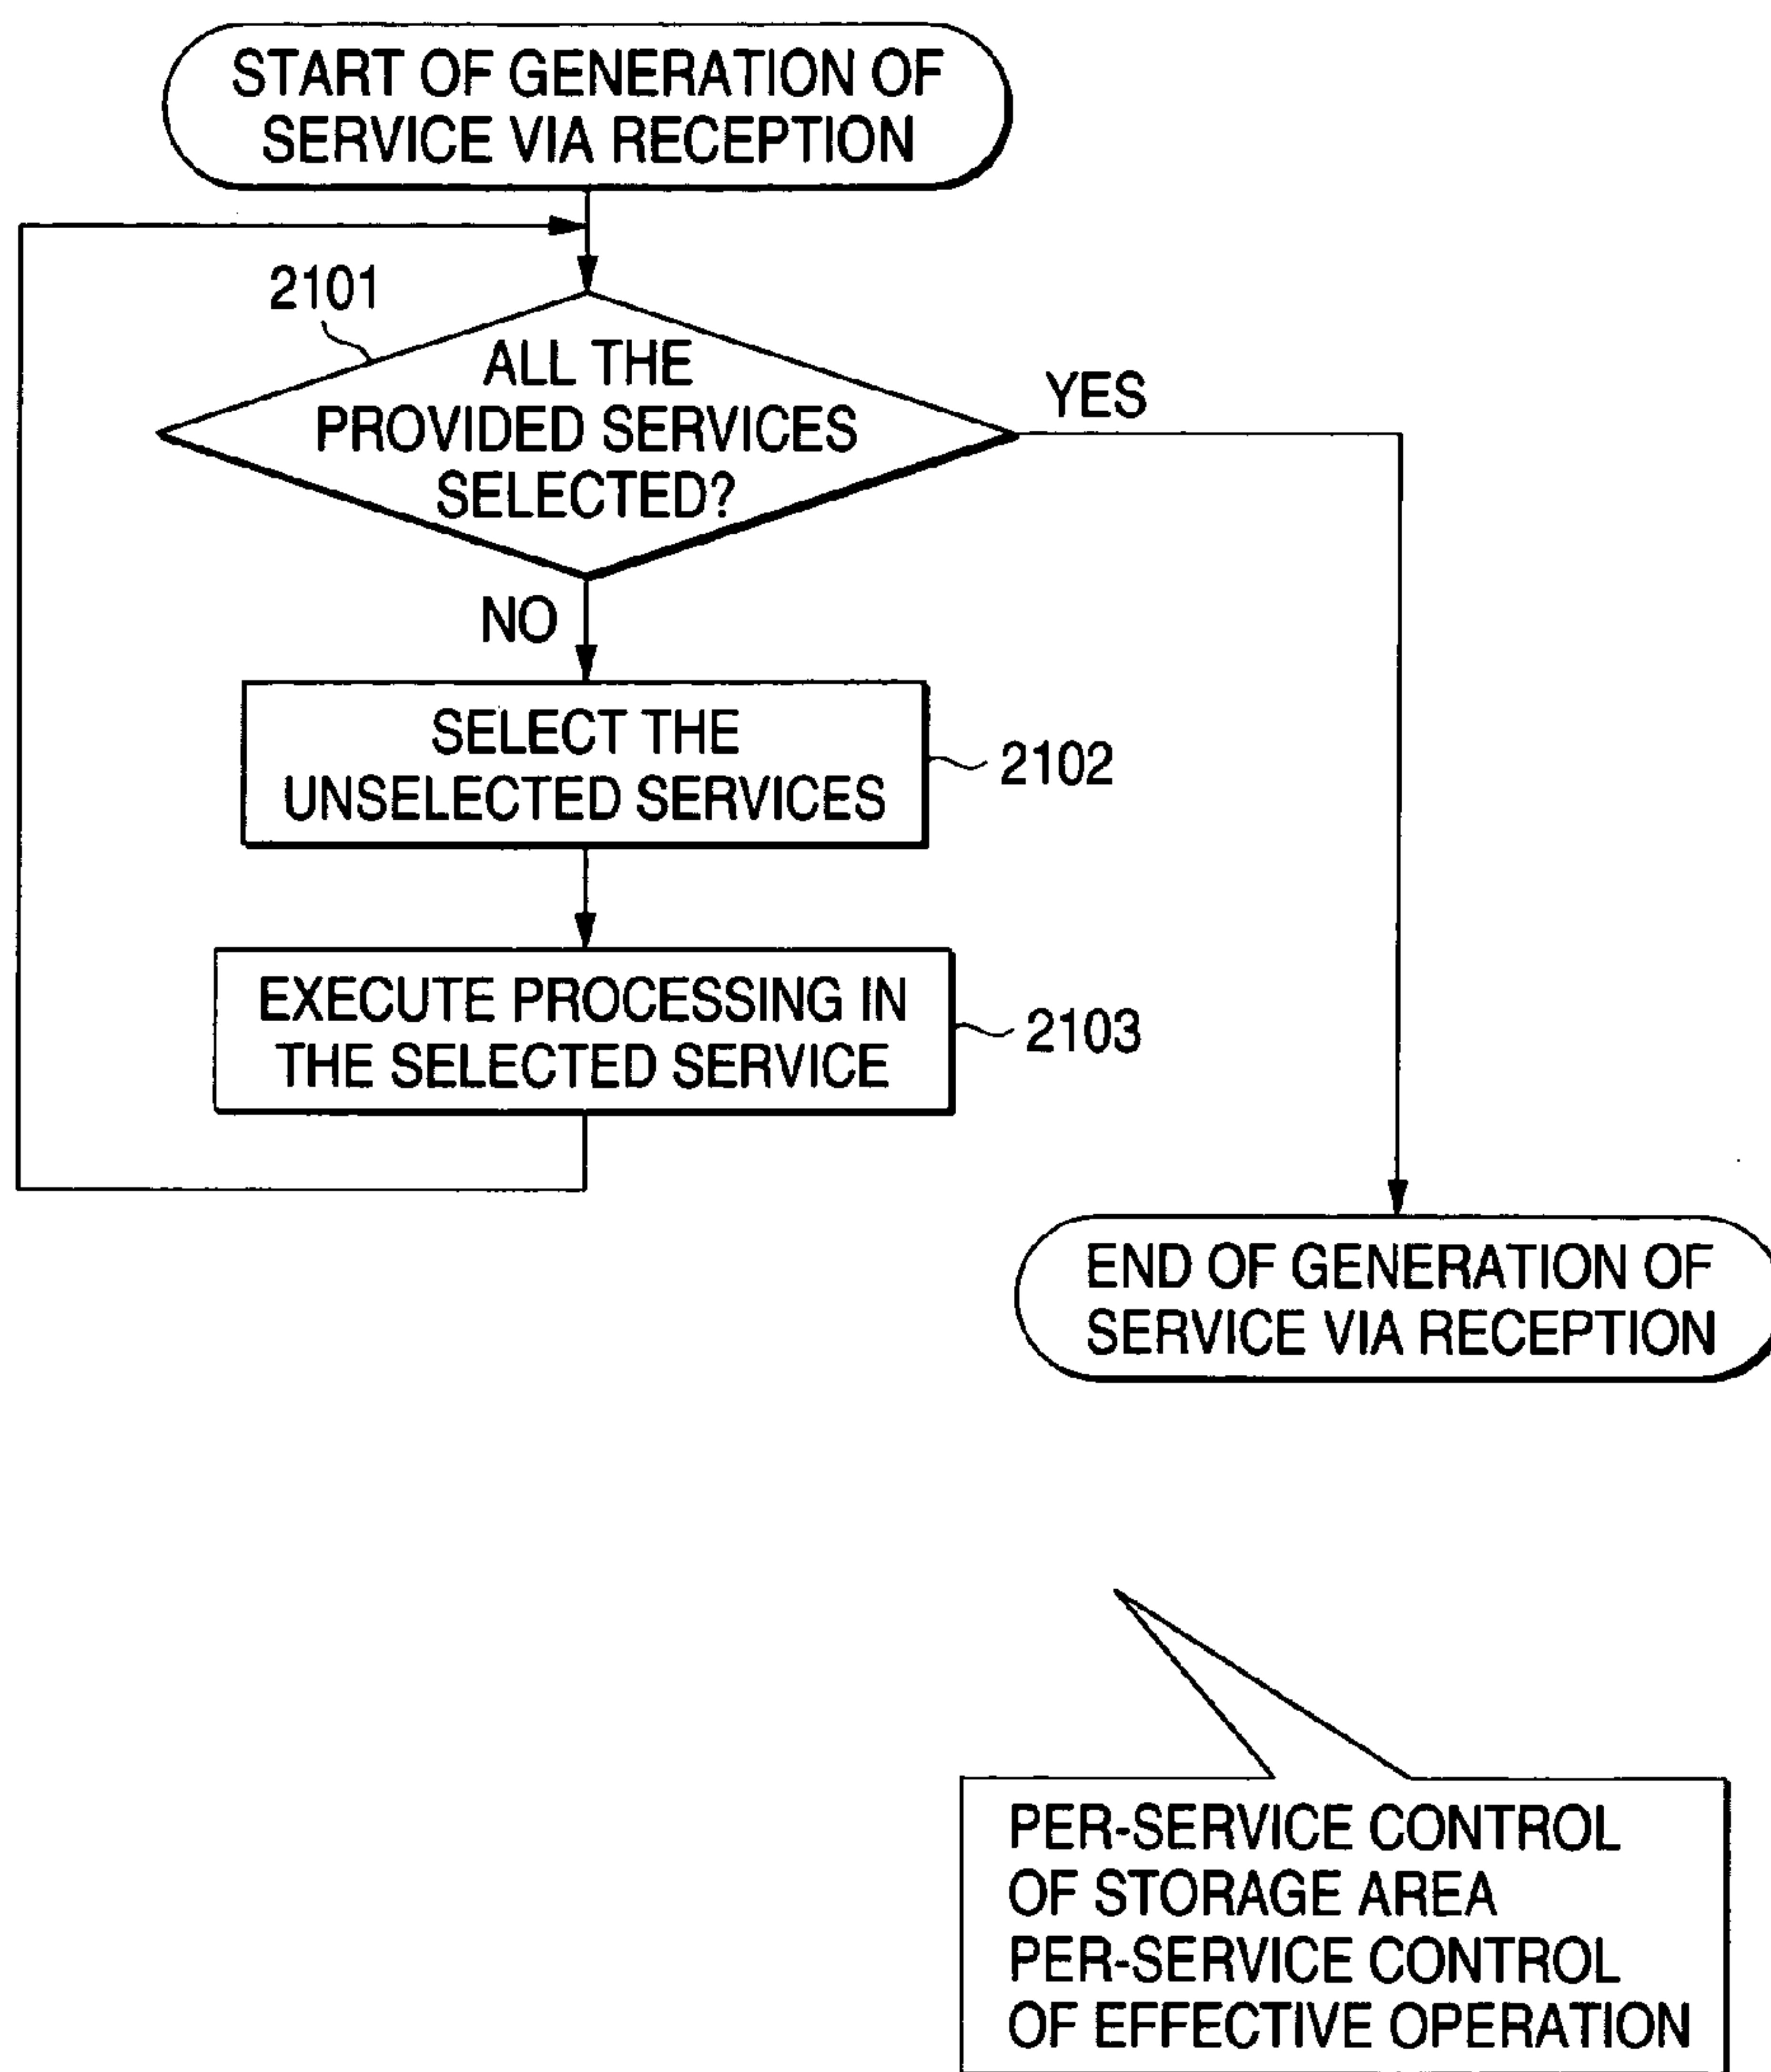 START OF GENERATION OF
SERVICE VIA RECEPTION
2101
ALL THE
PROVIDED SERVICES
SELECTED?
YES
NO
SELECT THE
UNSELECTED SERVICES
2102
EXECUTE PROCESSING IN
THE SELECTED SERVICE
2103
END OF GENERATION OF
SERVICE VIA RECEPTION
PER-SERVICE CONTROL
OF STORAGE AREA
PER-SERVICE CONTROL
OF EFFECTIVE OPERATION